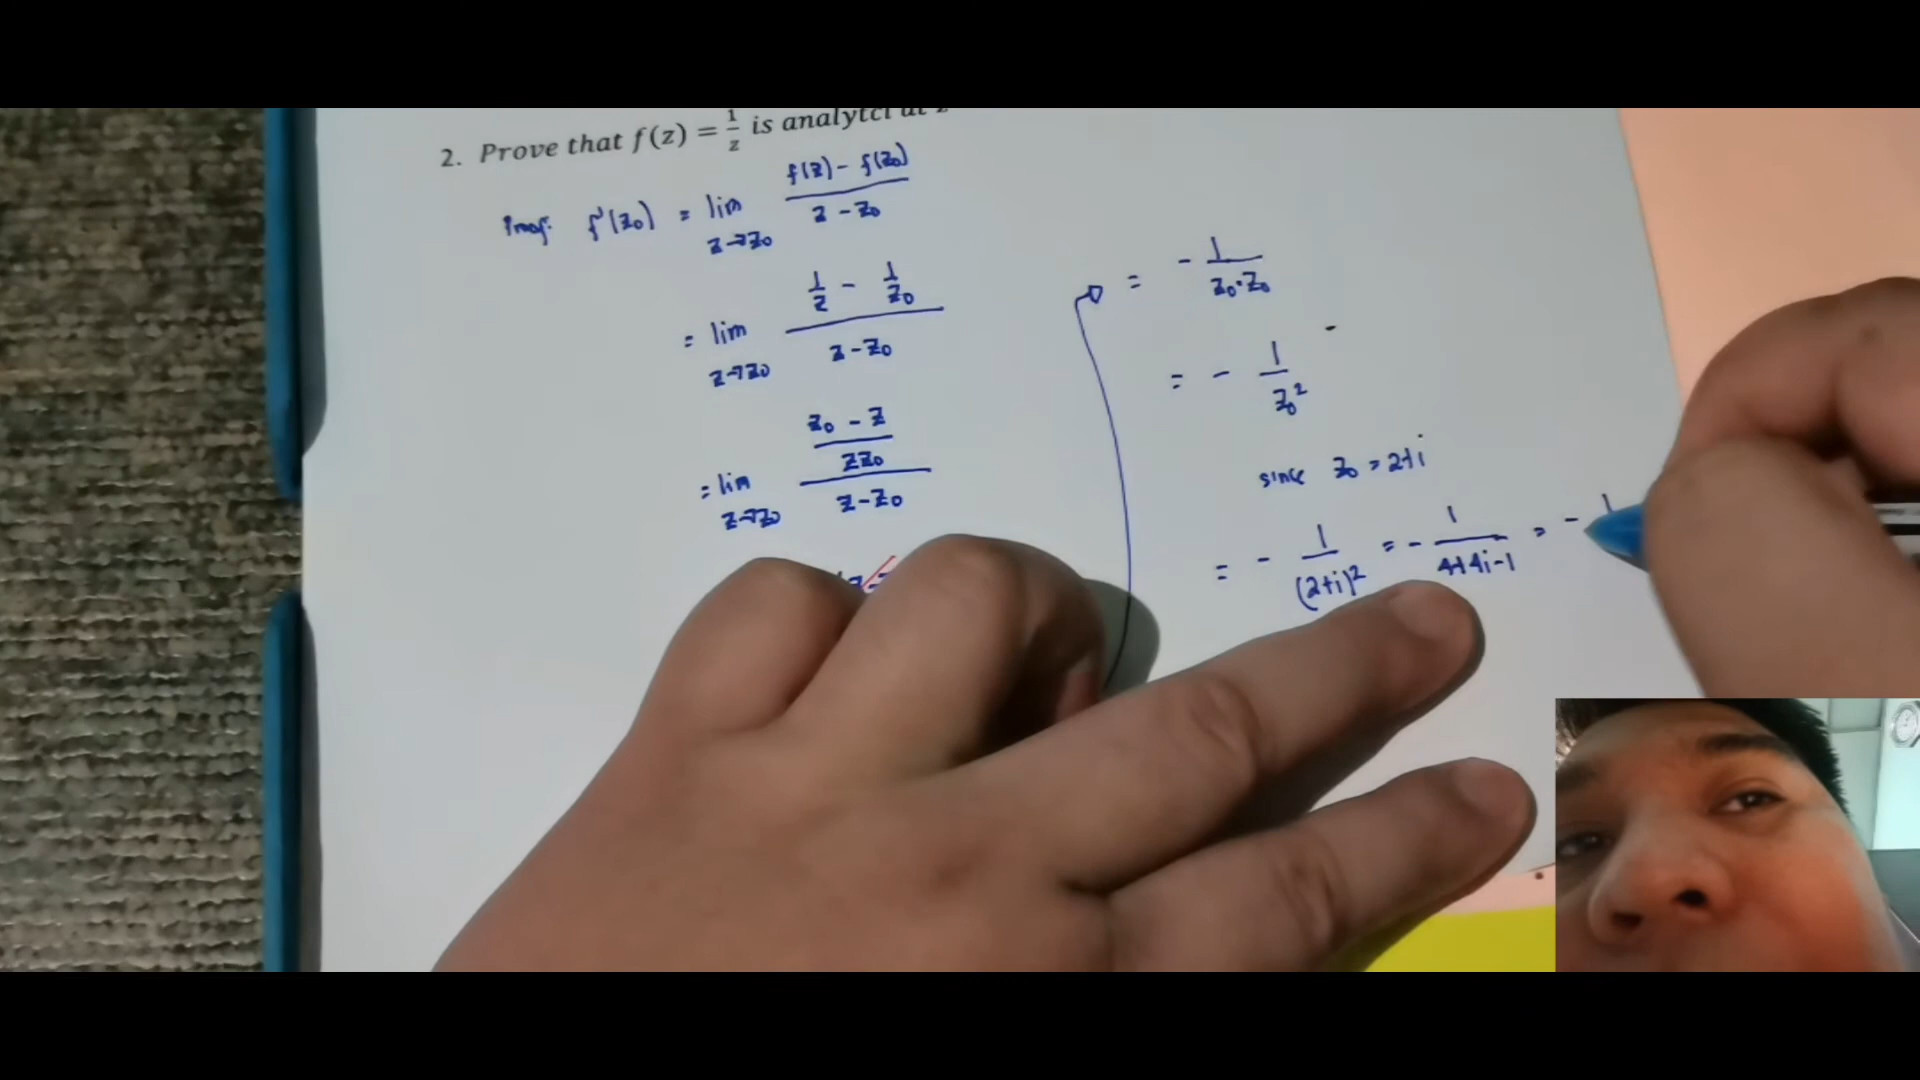 2. Prove that f(z) = 1/z is analytci at z
Proof: f'(z₀) = lim z→z₀ (f(z) - f(z₀))/(z - z₀)
= lim z→z₀ (1/z - 1/z₀)/(z - z₀)
= lim z→z₀ ((z₀ - z)/(zz₀))/(z - z₀)
= - 1/(z₀·z₀)
= - 1/z₀²
since z₀ = 2+i
= - 1/(2+i)² = - 1/(4+4i-1) = - 1